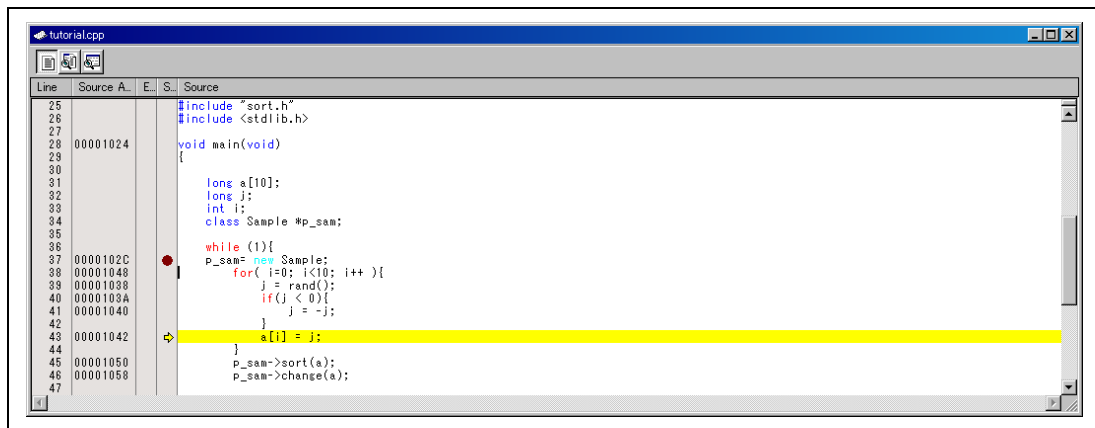 tutorial.cpp
Line Source A... E... S... Source
25 #include "sort.h"
26 #include <stdlib.h>
27
28 00001024 void main(void)
29 {
30
31 long a[10];
32 long j;
33 int i;
34 class Sample *p_sam;
35
36 while (1){
37 0000102C p_sam= new Sample;
38 00001048 for( i=0; i<10; i++ ){
39 00001038 j = rand();
40 0000103A if(j < 0){
41 00001040 j = -j;
42 }
43 00001042 a[i] = j;
44 }
45 00001050 p_sam->sort(a);
46 00001058 p_sam->change(a);
47